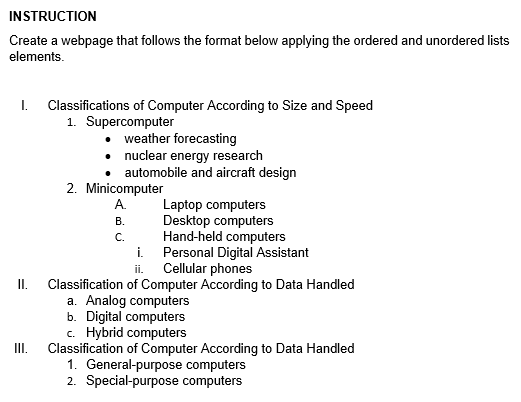 INSTRUCTION
Create a webpage that follows the format below applying the ordered and unordered lists
elements.
I. Classifications of Computer According to Size and Speed
1. Supercomputer
• weather forecasting
• nuclear energy research
• automobile and aircraft design
2. Minicomputer
A. Laptop computers
B. Desktop computers
C. Hand-held computers
i. Personal Digital Assistant
ii. Cellular phones
II. Classification of Computer According to Data Handled
a. Analog computers
b. Digital computers
c. Hybrid computers
III. Classification of Computer According to Data Handled
1. General-purpose computers
2. Special-purpose computers